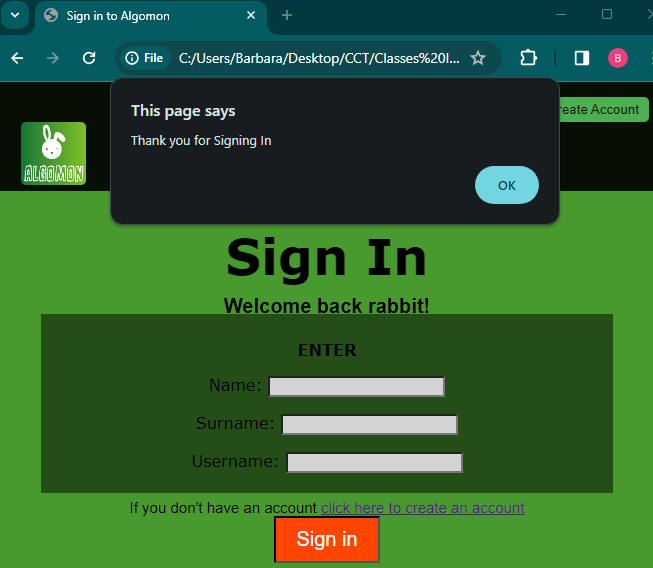 Sign in to Algomon
File C:/Users/Barbara/Desktop/CCT/Classes%20I...
B
This page says
Thank you for Signing In
OK
reate Account
ALGOMON
Sign In
Welcome back rabbit!
ENTER
Name:
Surname:
Username:
If you don't have an account click here to create an account
Sign in